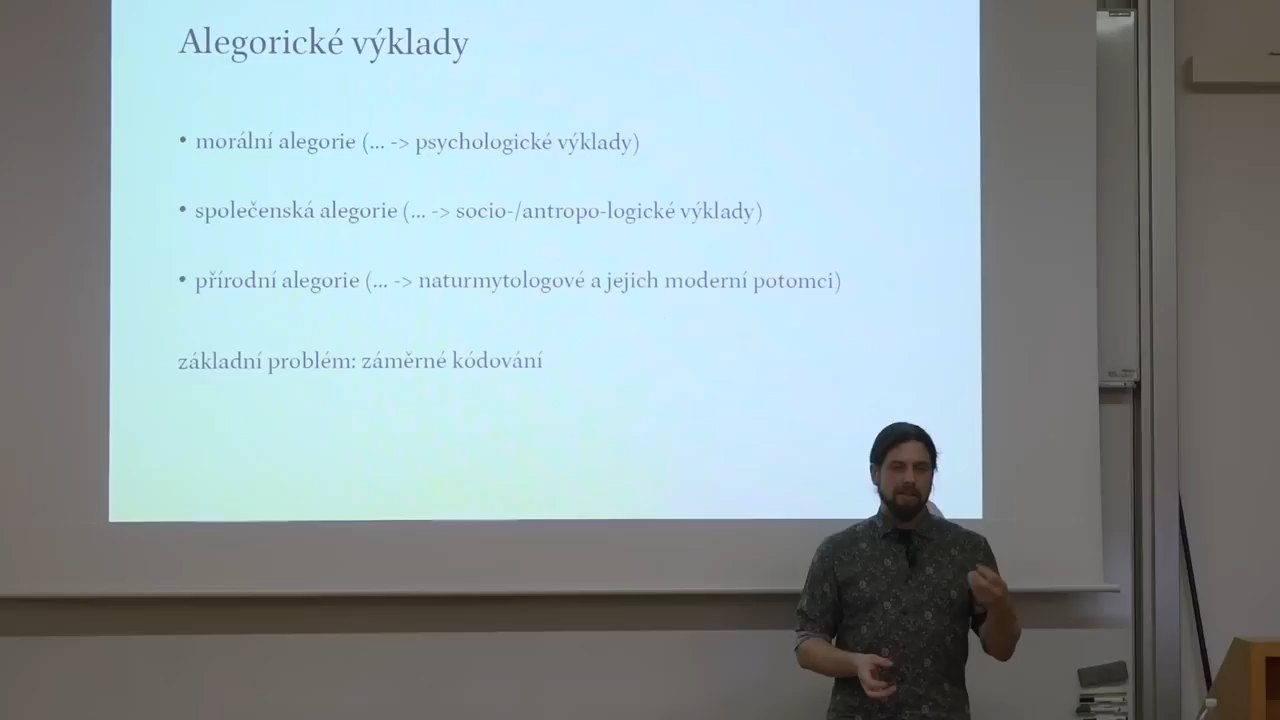 Alegorické výklady
• morální alegorie (... -> psychologické výklady)
• společenská alegorie (... -> socio-/antropo-logické výklady)
• přírodní alegorie (... -> naturmytologové a jejich moderní potomci)
základní problém: záměrné kódování